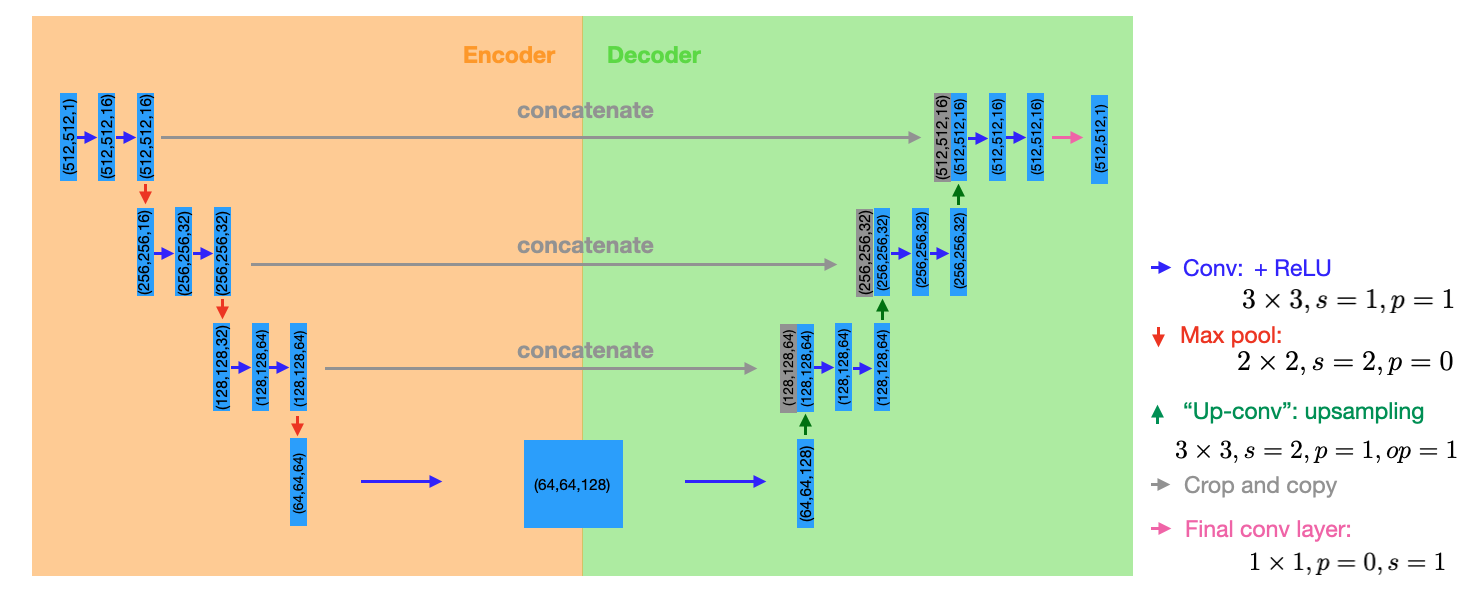 Encoder
Decoder
concatenate
(512,512,1)
(512,512,16)
(512,512,16)
(512,512,16)
(512,512,16)
(512,512,16)
(512,512,16)
(512,512,1)
concatenate
(256,256,16)
(256,256,32)
(256,256,32)
(256,256,32)
(256,256,32)
(256,256,32)
(256,256,32)
concatenate
(128,128,32)
(128,128,64)
(128,128,64)
(128,128,64)
(128,128,64)
(128,128,64)
(128,128,64)
(64,64,64)
(64,64,128)
(64,64,128)
Conv: + ReLU
3 × 3, s = 1, p = 1
Max pool:
2 × 2, s = 2, p = 0
“Up-conv”: upsampling
3 × 3, s = 2, p = 1, op = 1
Crop and copy
Final conv layer:
1 × 1, p = 0, s = 1